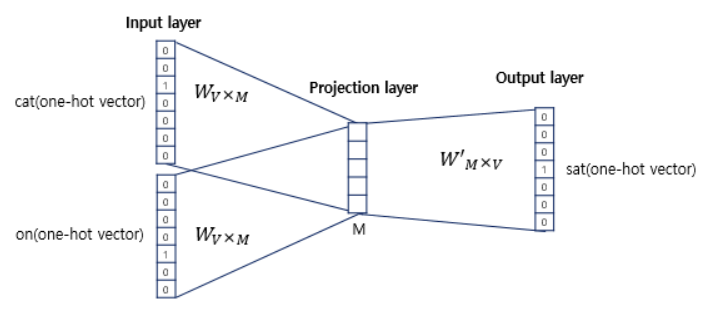 Input layer
0
0
1
0
0
0
0
cat(one-hot vector)
W_{V×M}
Projection layer
Output layer
0
0
0
1
0
0
0
W'_{M×V}
sat(one-hot vector)
0
0
0
0
1
0
0
on(one-hot vector)
W_{V×M}
M